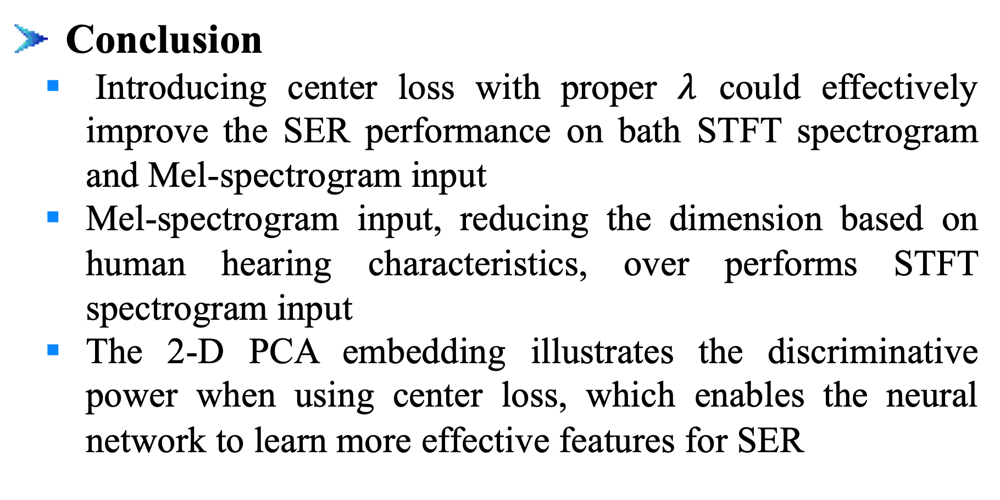 Conclusion
Introducing center loss with proper λ could effectively
improve the SER performance on bath STFT spectrogram
and Mel-spectrogram input
Mel-spectrogram input, reducing the dimension based on
human hearing characteristics, over performs STFT
spectrogram input
The 2-D PCA embedding illustrates the discriminative
power when using center loss, which enables the neural
network to learn more effective features for SER